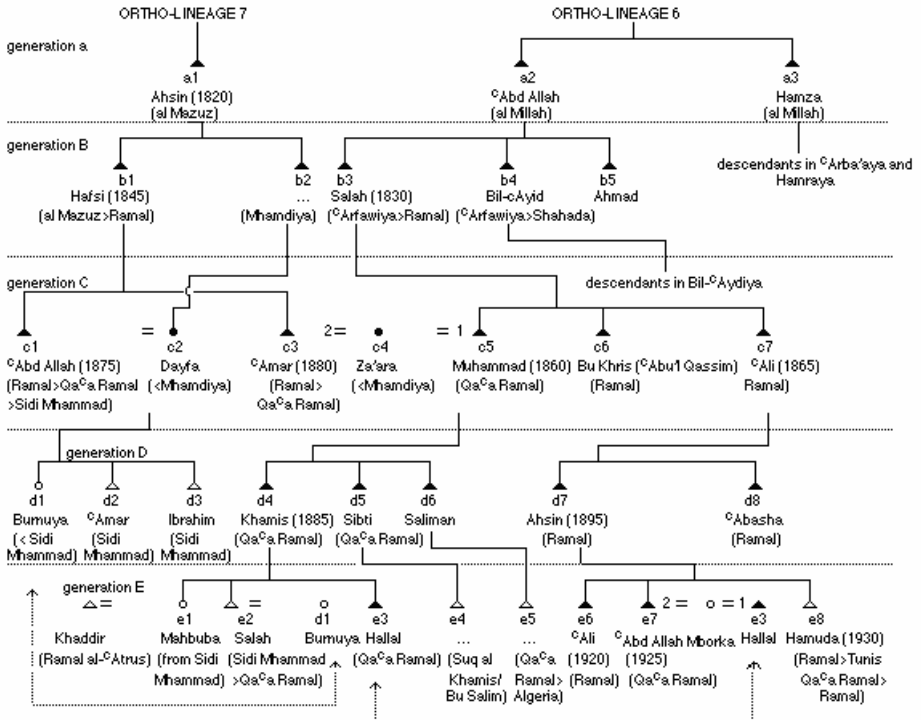 ORTHO-LINEAGE 7 ORTHO-LINEAGE 6
generation a
a1 a2 a3
Ahsin (1820) ᶜAbd Allah Hamza
(al Mazuz) (al Millah) (al Millah)
generation B
descendants in ᶜArba'aya and
Hamraya
b1 b2 b3 b4 b5
Hafsi (1845) ... Salah (1830) Bil-cAyid Ahmad
(al Mazuz>Ramal) (Mhamdiya) (ᶜArfawiya>Ramal) (ᶜArfawiya>Shahada)
generation C descendants in Bil-ᶜAydiya
= 2= = 1
c1 c2 c3 c4 c5 c6 c7
ᶜAbd Allah (1875) Dayfa ᶜAmar (1880) Za'ara Muhammad (1860) Bu Khris (ᶜAbu'l Qassim) ᶜAli (1865)
(Ramal>Qaᶜa Ramal (<Mhamdiya) (Ramal> (<Mhamdiya) (Qaᶜa Ramal) (Ramal) Ramal)
>Sidi Mhammad) Qaᶜa Ramal)
generation D
d1 d2 d3 d4 d5 d6 d7 d8
Burnuya ᶜAmar Ibrahim Khamis (1885) Sibti Saliman Ahsin (1895) ᶜAbasha
(< Sidi (Sidi (Sidi (Qaᶜa Ramal) (Qaᶜa Ramal) (Ramal) (Ramal)
Mhammad) Mhammad) Mhammad)
generation E
= = 2 = = 1
e1 e2 d1 e3 e4 e5 e6 e7 e3 e8
Khaddir Mahbuba Salah Burnuya Hallal ... ... ᶜAli ᶜAbd Allah Mborka Hallal Hamuda (1930)
(Ramal al-ᶜAtrus) (from Sidi (Sidi Mhammad (Qaᶜa Ramal) (Suq al (Qaᶜa (1920) (1925) (Ramal>Tunis
Mhammad) >Qaᶜa Ramal) Khamis/ Ramal> (Ramal) (Qaᶜa Ramal) Qaᶜa Ramal>
Bu Salim) Algeria) Ramal)